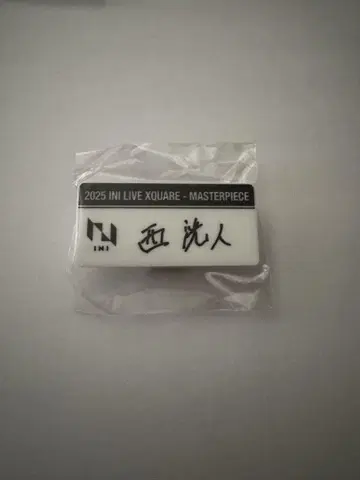 2025 INI LIVE XQUARE - MASTERPIECE
INI
西 洸人